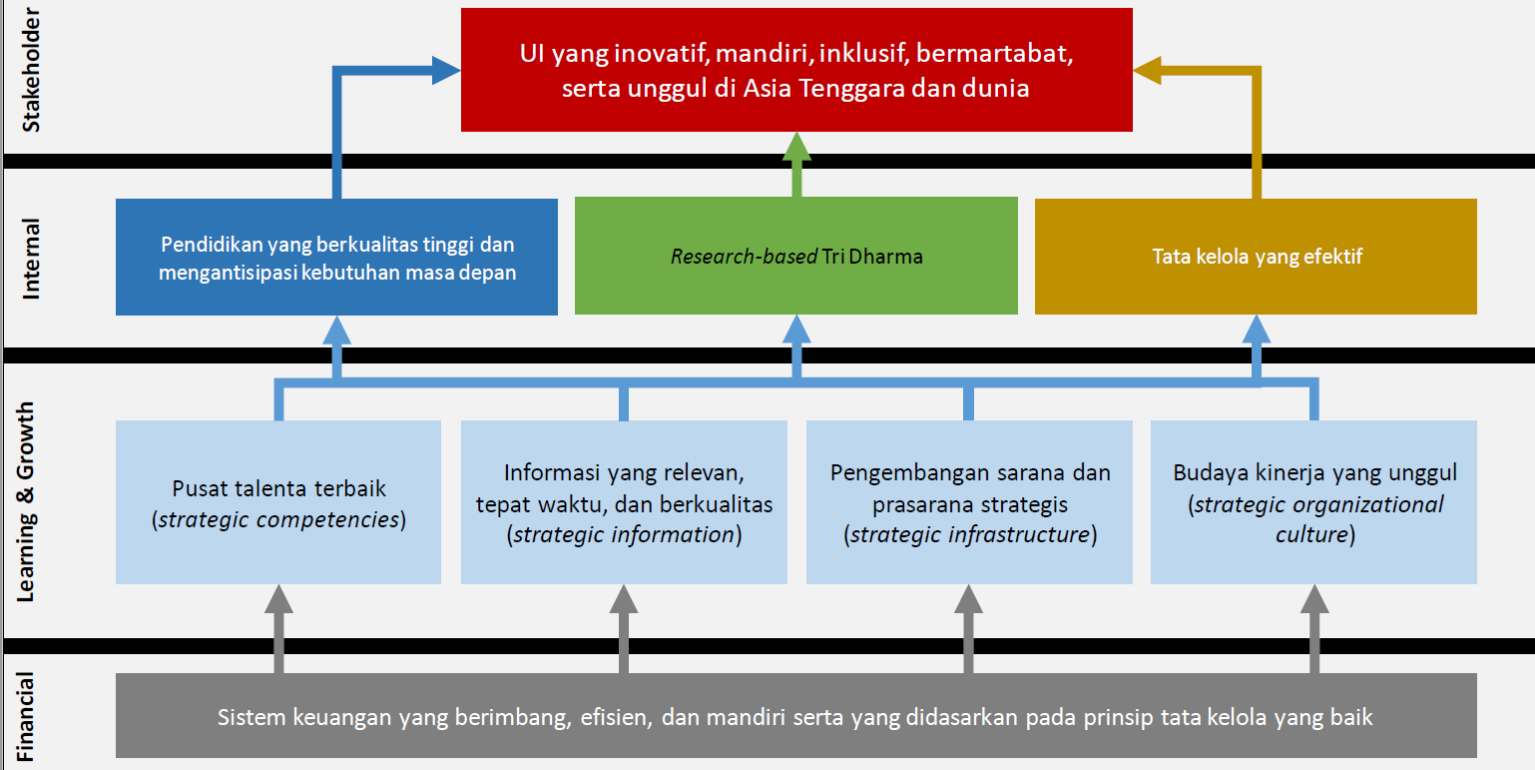 Stakeholder
UI yang inovatif, mandiri, inklusif, bermartabat,
serta unggul di Asia Tenggara dan dunia
Internal
Pendidikan yang berkualitas tinggi dan
mengantisipasi kebutuhan masa depan
Research-based Tri Dharma
Tata kelola yang efektif
Learning & Growth
Pusat talenta terbaik
(strategic competencies)
Informasi yang relevan,
tepat waktu, dan berkualitas
(strategic information)
Pengembangan sarana dan
prasarana strategis
(strategic infrastructure)
Budaya kinerja yang unggul
(strategic organizational
culture)
Financial
Sistem keuangan yang berimbang, efisien, dan mandiri serta yang didasarkan pada prinsip tata kelola yang baik